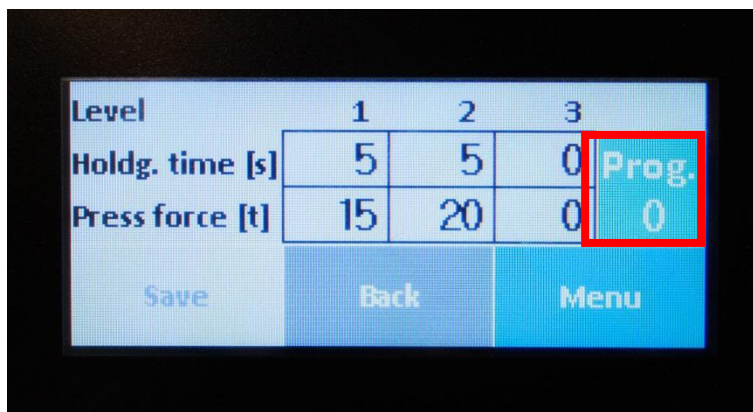 Level 1 2 3
Holdg. time [s] 5 5 0 Prog.
Press force [t] 15 20 0 0
Save Back Menu